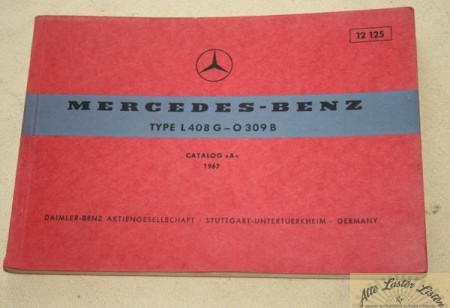 12 125
MERCEDES-BENZ
TYPE L 408 G – O 309 B
CATALOG «A»
1967
DAIMLER-BENZ AKTIENGESELLSCHAFT · STUTTGART-UNTERTUERKHEIM · GERMANY
Alte Laster Listen